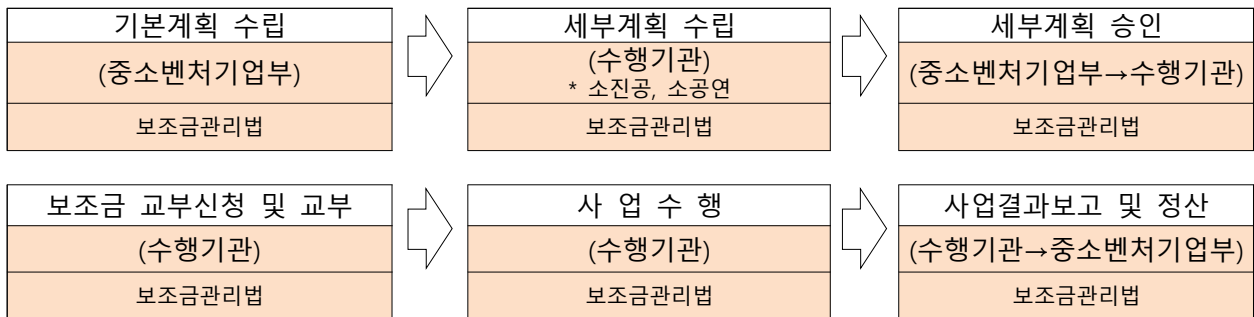 기본계획 수립
(중소벤처기업부)
보조금관리법
세부계획 수립
(수행기관)
* 소진공, 소공연
보조금관리법
세부계획 승인
(중소벤처기업부→수행기관)
보조금관리법
보조금 교부신청 및 교부
(수행기관)
보조금관리법
사 업 수 행
(수행기관)
보조금관리법
사업결과보고 및 정산
(수행기관→중소벤처기업부)
보조금관리법